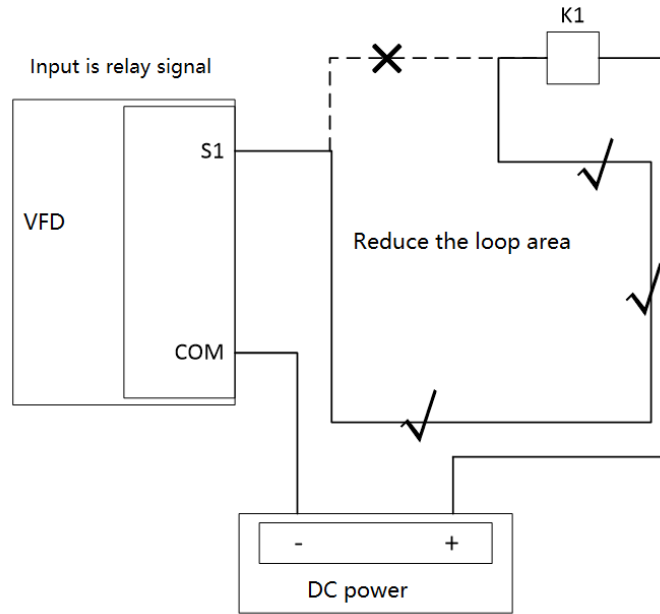 K1
Input is relay signal
S1
VFD
Reduce the loop area
COM
- +
DC power